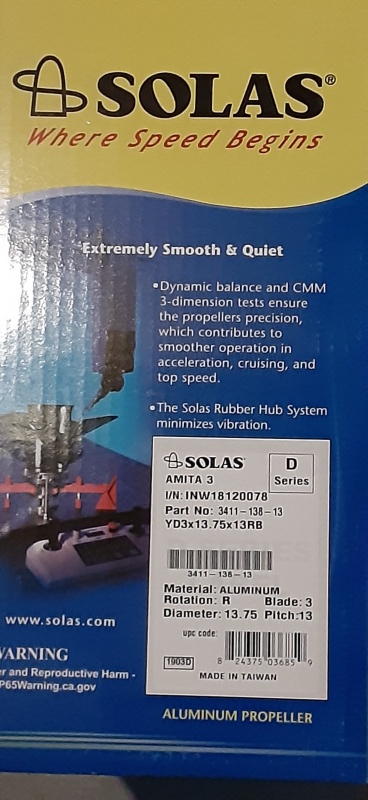 SOLAS®
Where Speed Begins
Extremely Smooth & Quiet
•Dynamic balance and CMM
3-dimension tests ensure
the propellers precision,
which contributes to
smoother operation in
acceleration, cruising, and
top speed.
•The Solas Rubber Hub System
minimizes vibration.
SOLAS®
D
Series
AMITA 3
I/N: INW18120078
Part No: 3411-138-13
YD3x13.75x13RB
3411-138-13
Material: ALUMINUM
Rotation: R Blade: 3
Diameter: 13.75 Pitch:13
upc code:
1903D
8 24375 03685 9
MADE IN TAIWAN
www.solas.com
WARNING
er and Reproductive Harm -
P65Warning.ca.gov
ALUMINUM PROPELLER